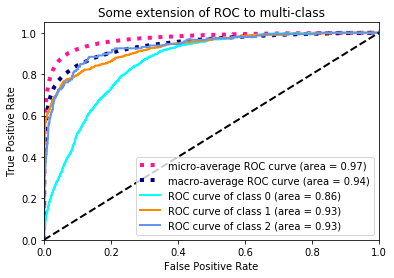 Some extension of ROC to multi-class
True Positive Rate
1.0
0.8
0.6
0.4
0.2
0.0
micro-average ROC curve (area = 0.97)
macro-average ROC curve (area = 0.94)
ROC curve of class 0 (area = 0.86)
ROC curve of class 1 (area = 0.93)
ROC curve of class 2 (area = 0.93)
0.0 0.2 0.4 0.6 0.8 1.0
False Positive Rate